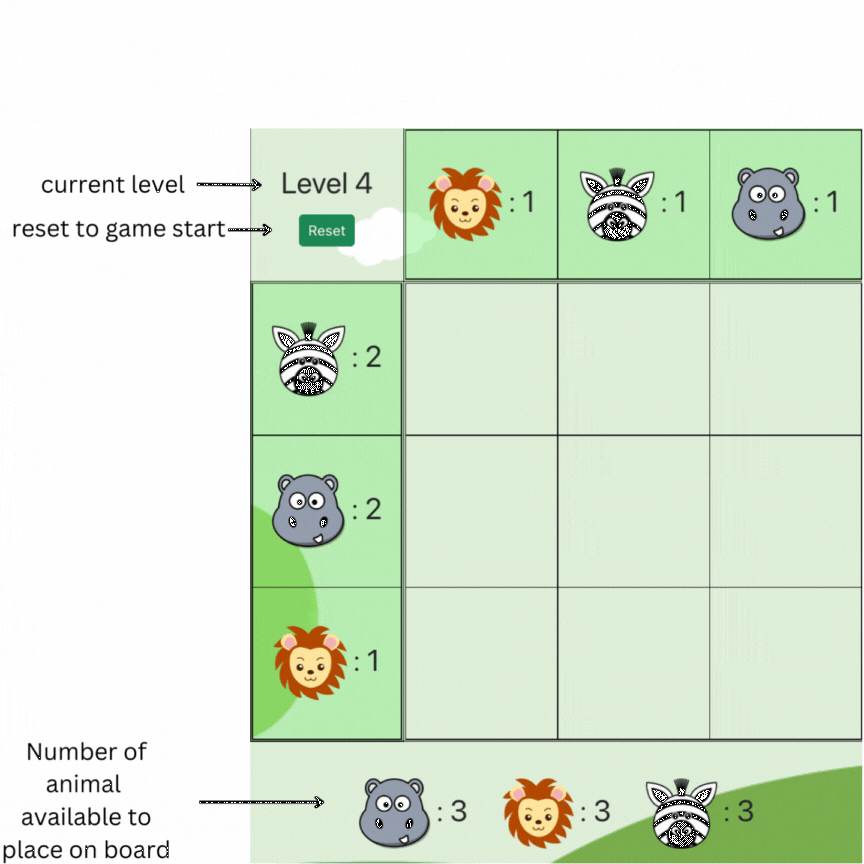 current level
Level 4
: 1
: 1
: 1
reset to game start
Reset
: 2
: 2
: 1
Number of
animal
available to
place on board
: 3
: 3
: 3